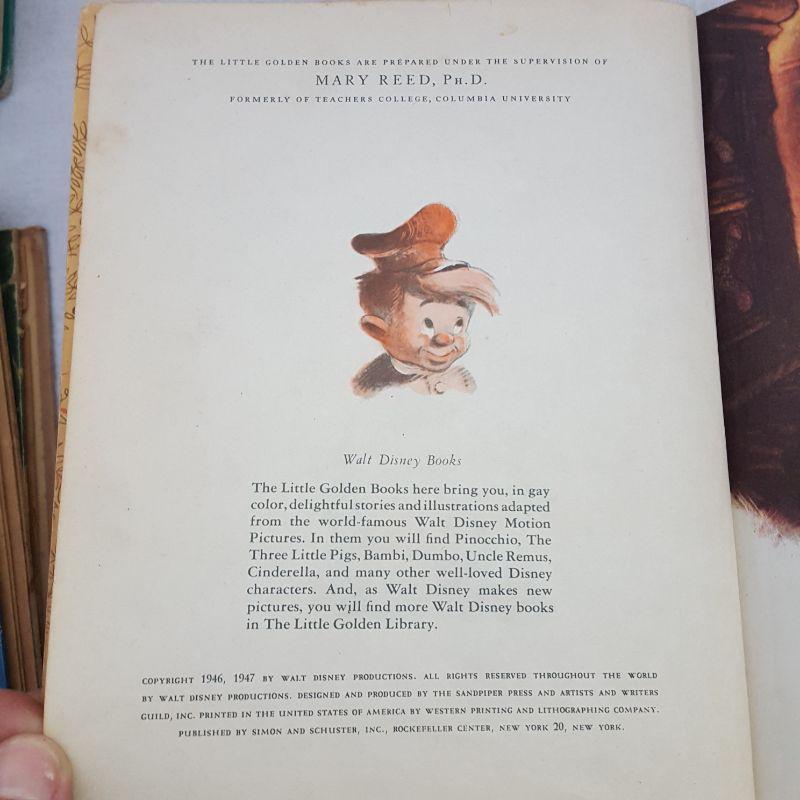 THE LITTLE GOLDEN BOOKS ARE PREPARED UNDER THE SUPERVISION OF
MARY REED, PH.D.
FORMERLY OF TEACHERS COLLEGE, COLUMBIA UNIVERSITY
Walt Disney Books
The Little Golden Books here bring you, in gay
color, delightful stories and illustrations adapted
from the world-famous Walt Disney Motion
Pictures. In them you will find Pinocchio, The
Three Little Pigs, Bambi, Dumbo, Uncle Remus,
Cinderella, and many other well-loved Disney
characters. And, as Walt Disney makes new
pictures, you will find more Walt Disney books
in The Little Golden Library.
COPYRIGHT 1946, 1947 BY WALT DISNEY PRODUCTIONS. ALL RIGHTS RESERVED THROUGHOUT THE WORLD
BY WALT DISNEY PRODUCTIONS. DESIGNED AND PRODUCED BY THE SANDPIPER PRESS AND ARTISTS AND WRITERS
GUILD, INC. PRINTED IN THE UNITED STATES OF AMERICA BY WESTERN PRINTING AND LITHOGRAPHING COMPANY.
PUBLISHED BY SIMON AND SCHUSTER, INC., ROCKEFELLER CENTER, NEW YORK 20, NEW YORK.